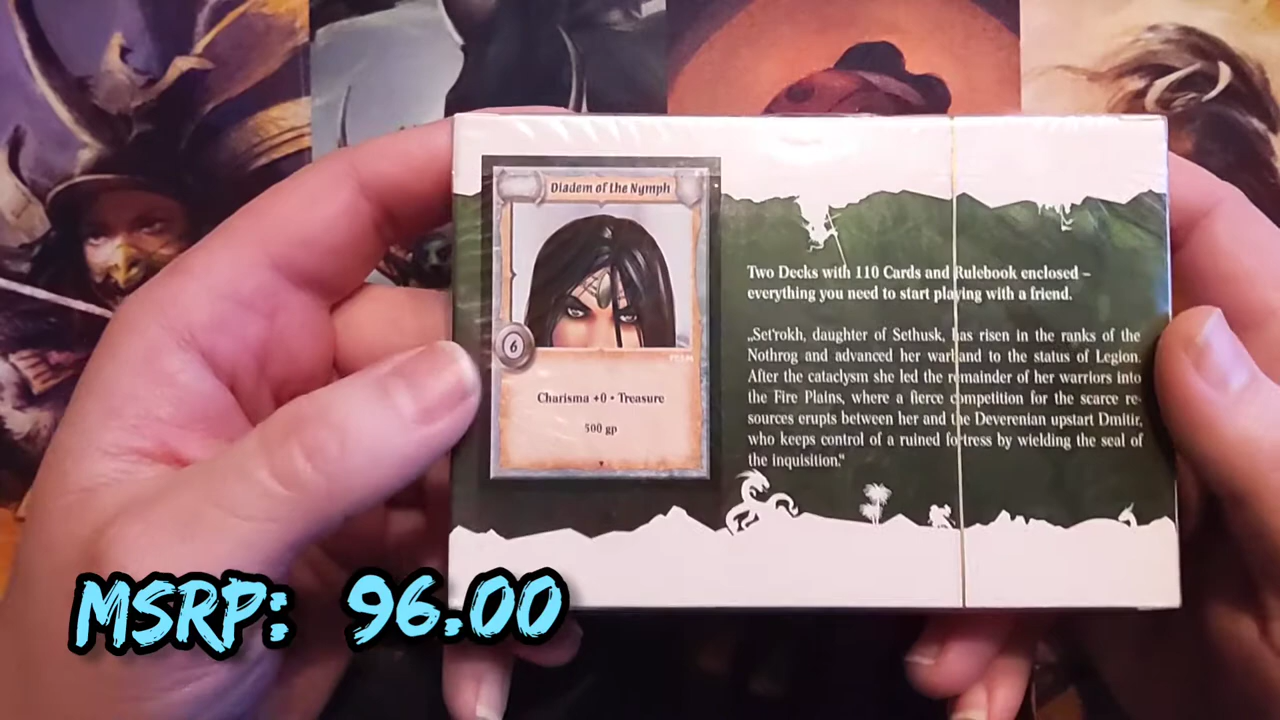 Diadem of the Nymph
6
Charisma +0 • Treasure
500 gp
Two Decks with 110 Cards and Rulebook enclosed –
everything you need to start playing with a friend.
„Set'rokh, daughter of Sethusk, has risen in the ranks of the
Nothrog and advanced her warband to the status of Legion.
After the cataclysm she led the remainder of her warriors into
the Fire Plains, where a fierce competition for the scarce re-
sources erupts between her and the Deverenian upstart Dmitir,
who keeps control of a ruined fortress by wielding the seal of
the inquisition."
MSRP: 96.00